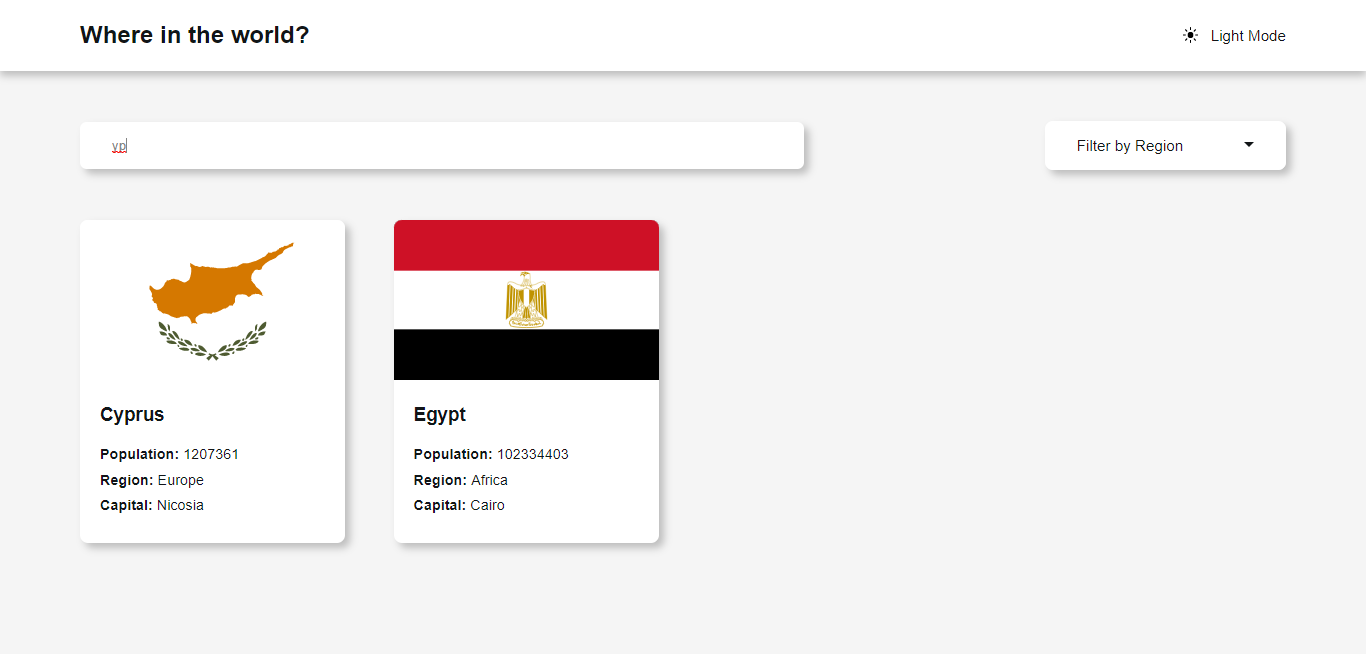 Where in the world?
Light Mode
yp
Filter by Region
Cyprus
Population: 1207361
Region: Europe
Capital: Nicosia
Egypt
Population: 102334403
Region: Africa
Capital: Cairo